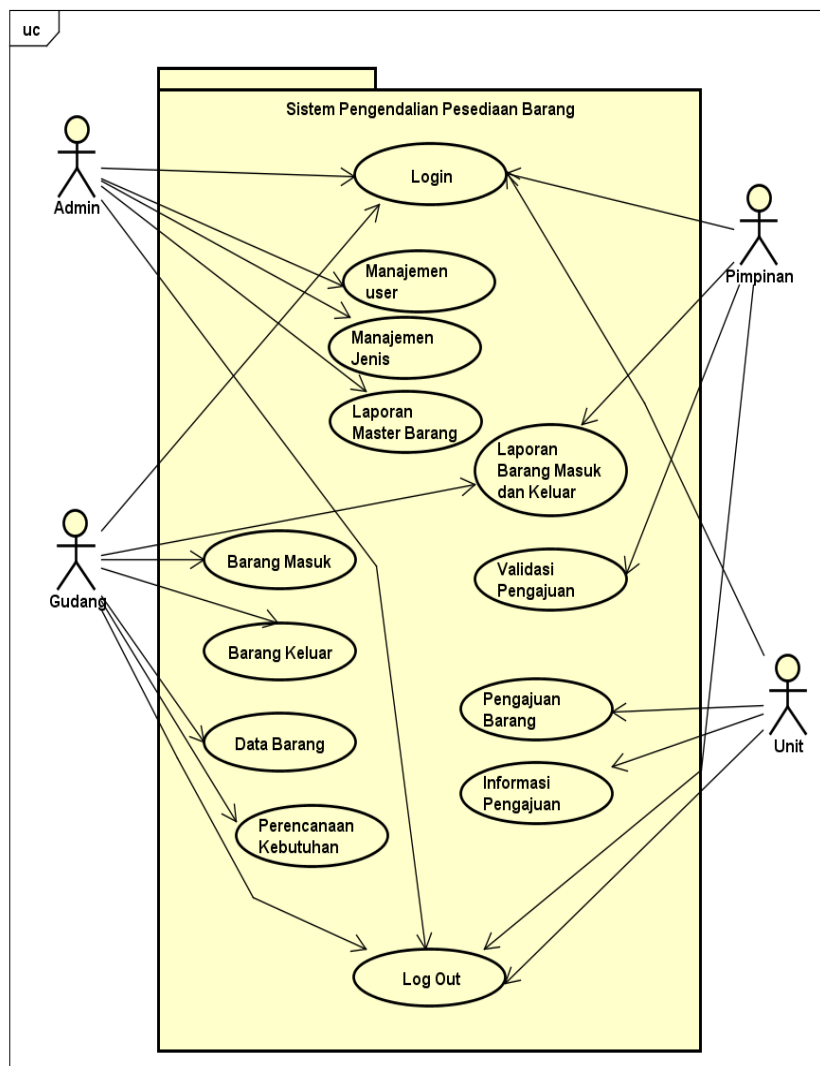 uc
Sistem Pengendalian Pesediaan Barang
Login
Admin
Manajemen
user
Pimpinan
Manajemen
Jenis
Laporan
Master Barang
Laporan
Barang Masuk
dan Keluar
Barang Masuk
Gudang
Validasi
Pengajuan
Barang Keluar
Pengajuan
Barang
Data Barang
Unit
Informasi
Pengajuan
Perencanaan
Kebutuhan
Log Out